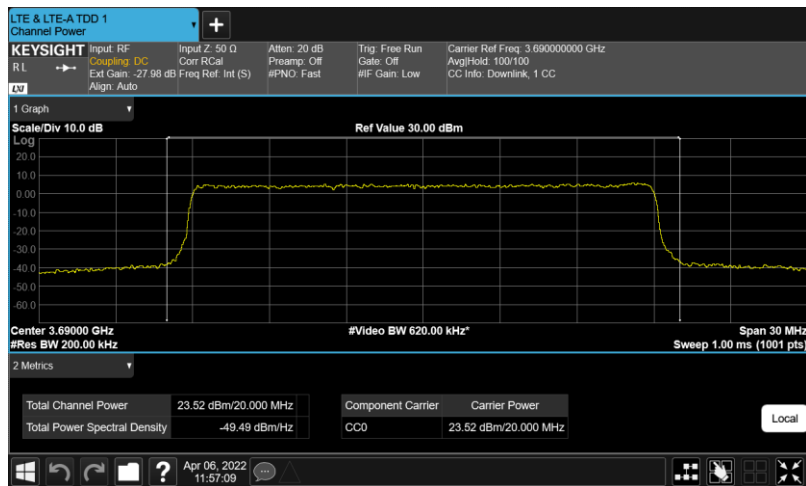 LTE & LTE-A TDD 1
Channel Power
+
KEYSIGHT Input: RF Input Z: 50 Ω Atten: 20 dB Trig: Free Run Carrier Ref Freq: 3.690000000 GHz
RL Coupling: DC Corr RCal Preamp: Off Gate: Off Avg|Hold: 100/100
Ext Gain: -27.98 dB Freq Ref: Int (S) #PNO: Fast #IF Gain: Low CC Info: Downlink, 1 CC
LXI Align: Auto
1 Graph
Scale/Div 10.0 dB Ref Value 30.00 dBm
Log
20.0
10.0
0.00
-10.0
-20.0
-30.0
-40.0
-50.0
-60.0
Center 3.69000 GHz #Video BW 620.00 kHz* Span 30 MHz
#Res BW 200.00 kHz Sweep 1.00 ms (1001 pts)
2 Metrics
Total Channel Power 23.52 dBm/20.000 MHz Component Carrier Carrier Power
Total Power Spectral Density -49.49 dBm/Hz CC0 23.52 dBm/20.000 MHz
Local
? Apr 06, 2022
11:57:09